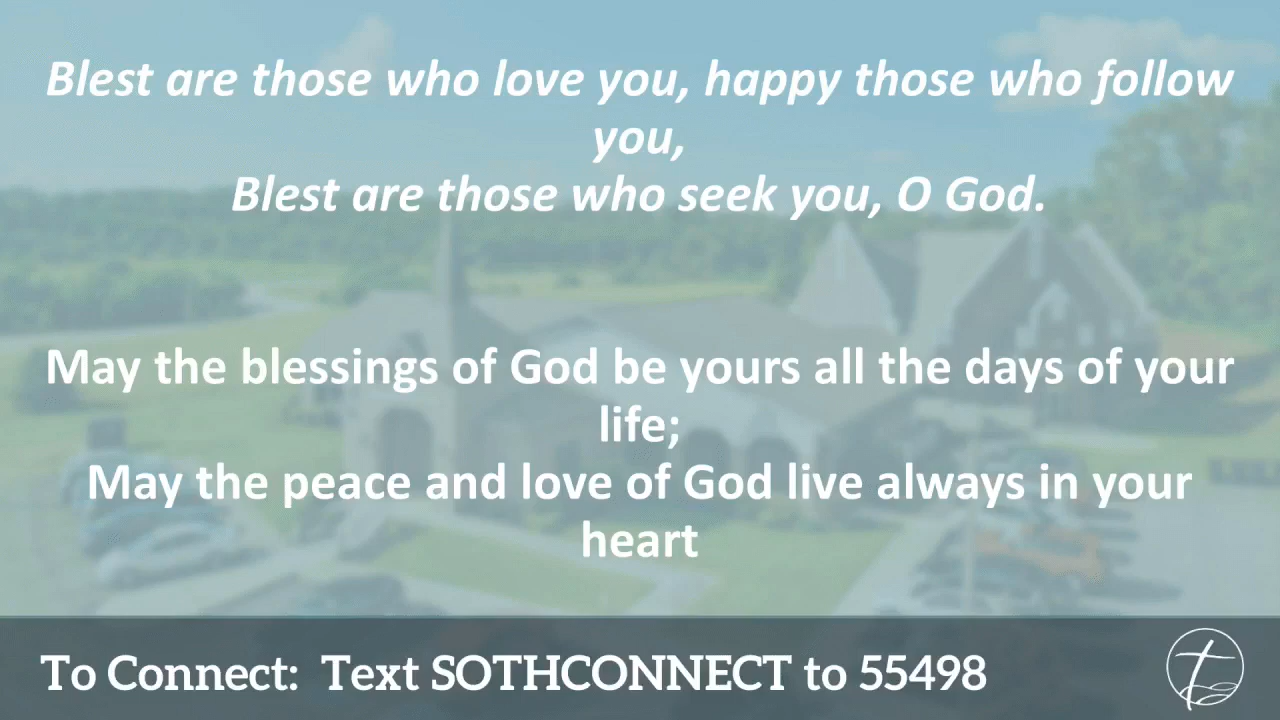 Blest are those who love you, happy those who follow
you,
Blest are those who seek you, O God.
May the blessings of God be yours all the days of your
life;
May the peace and love of God live always in your
heart
To Connect: Text SOTHCONNECT to 55498